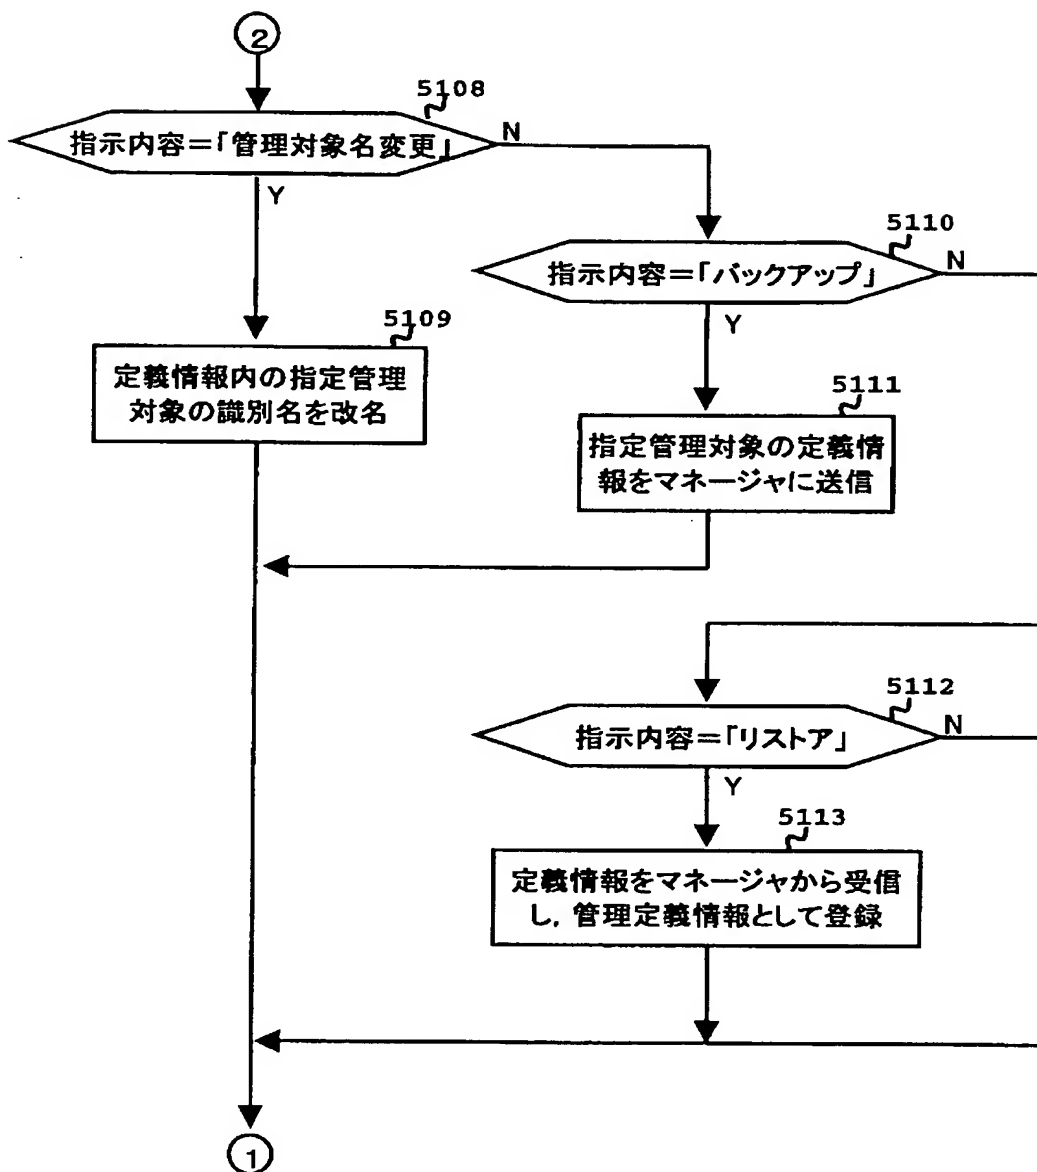 2
5108
指示内容=「管理対象名変更」
N
Y
5110
指示内容=「バックアップ」
N
Y
5109
定義情報内の指定管理
対象の識別名を改名
5111
指定管理対象の定義情
報をマネージャに送信
5112
指示内容=「リストア」
N
Y
5113
定義情報をマネージャから受信
し,管理定義情報として登録
1